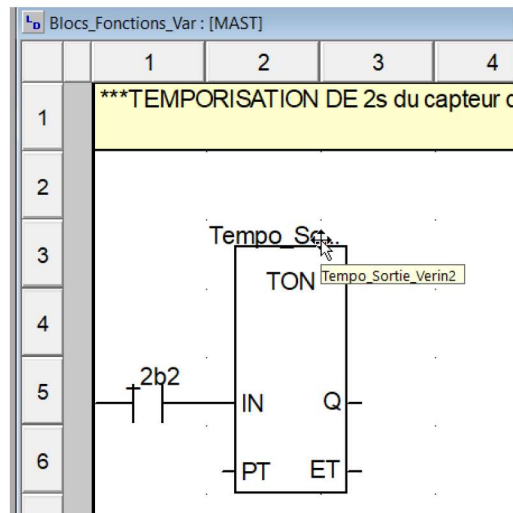 LD Blocs_Fonctions_Var : [MAST]
1 2 3 4
1 ***TEMPORISATION DE 2s du capteur
2
3 Tempo_So...
TON
Tempo_Sortie_Verin2
4
5 2b2
IN Q
6 PT ET